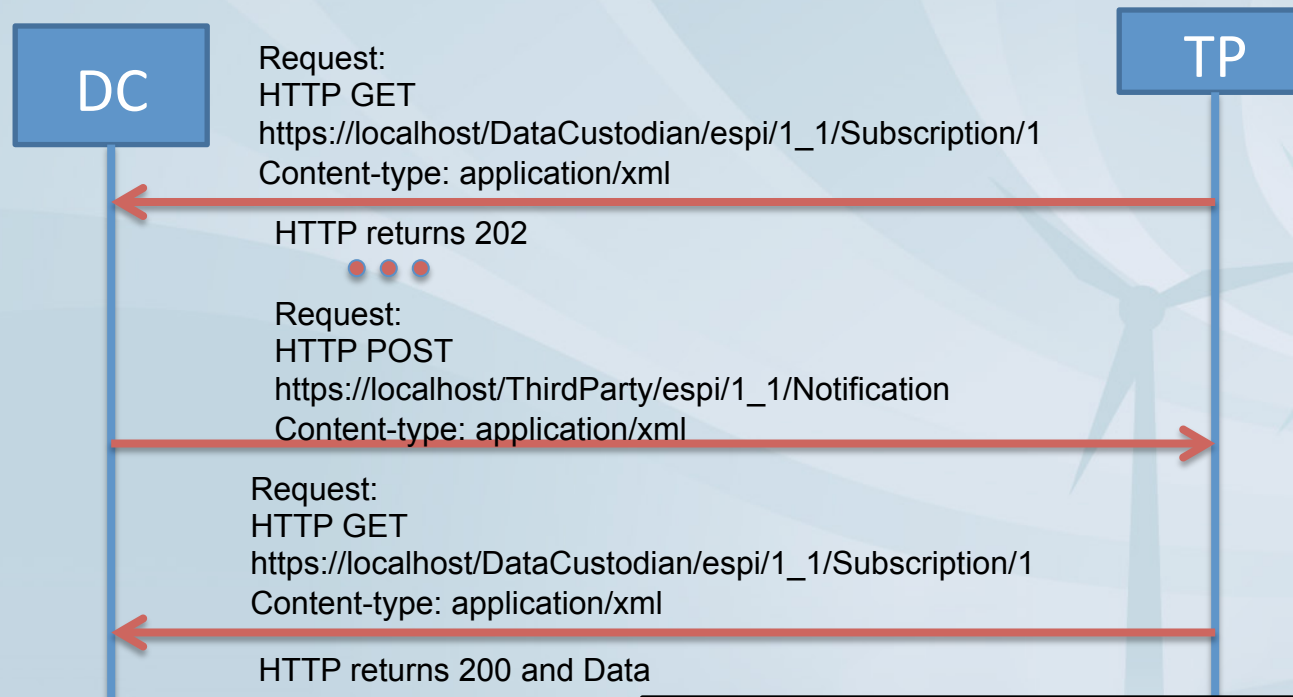 DC
TP
Request:
HTTP GET
https://localhost/DataCustodian/espi/1_1/Subscription/1
Content-type: application/xml
HTTP returns 202
Request:
HTTP POST
https://localhost/ThirdParty/espi/1_1/Notification
Content-type: application/xml
Request:
HTTP GET
https://localhost/DataCustodian/espi/1_1/Subscription/1
Content-type: application/xml
HTTP returns 200 and Data